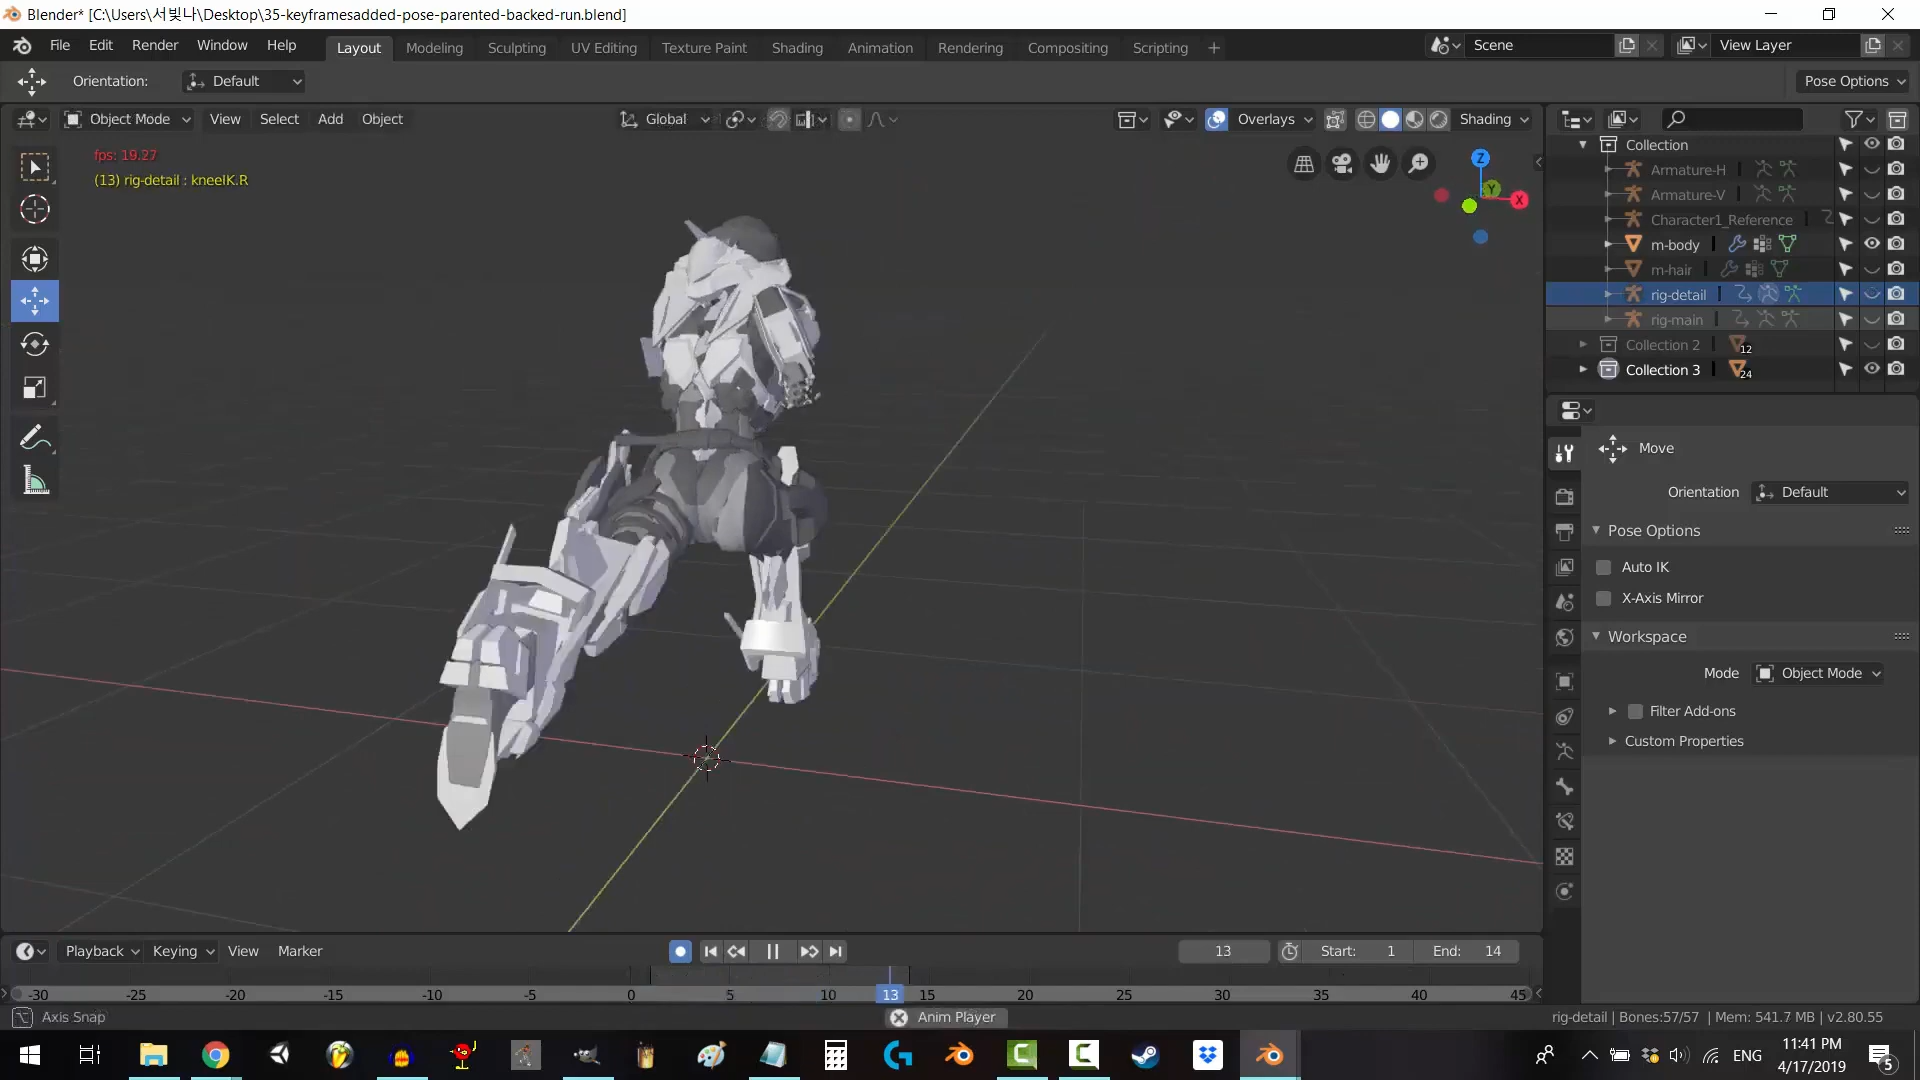 Blender* [C:\Users\서빛나\Desktop\35-keyframesadded-pose-parented-backed-run.blend]
File Edit Render Window Help
Layout Modeling Sculpting UV Editing Texture Paint Shading Animation Rendering Compositing Scripting +
Scene
View Layer
Orientation: Default
Pose Options
Object Mode View Select Add Object
Global
Overlays
Shading
fps: 19.27
(13) rig-detail : kneeIK.R
Z
Y
X
Collection
Armature-H
Armature-V
Character1_Reference
m-body
m-hair
rig-detail
rig-main
Collection 2
12
Collection 3
24
Move
Orientation Default
Pose Options
Auto IK
X-Axis Mirror
Workspace
Mode Object Mode
Filter Add-ons
Custom Properties
Playback Keying View Marker
13
Start: 1
End: 14
-30 -25 -20 -15 -10 -5 0 5 10 13 15 20 25 30 35 40 45
Axis Snap
Anim Player
rig-detail | Bones:57/57 | Mem: 541.7 MB | v2.80.55
ENG
11:41 PM
4/17/2019
5